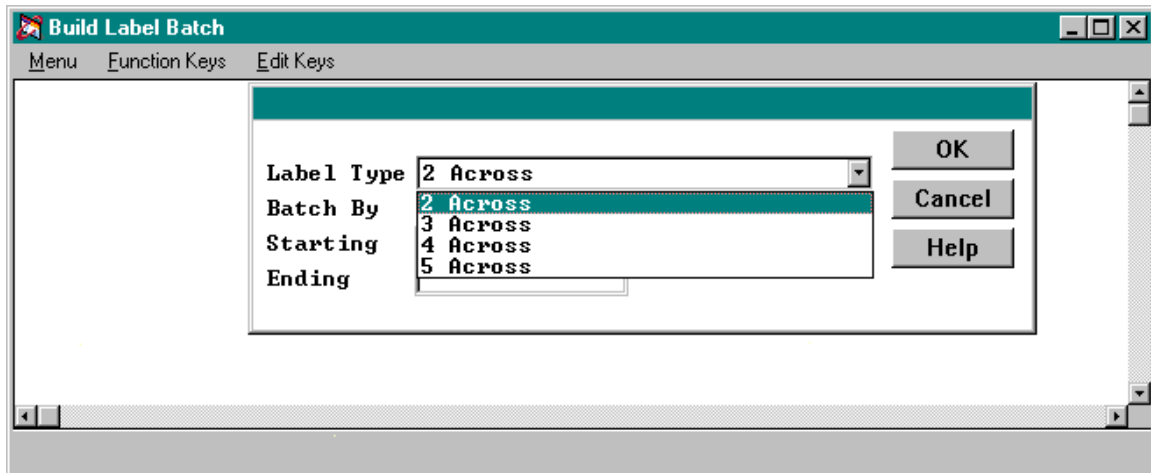 Build Label Batch
Menu Function Keys Edit Keys
Label Type 2 Across
Batch By
Starting
Ending
2 Across
3 Across
4 Across
5 Across
OK
Cancel
Help